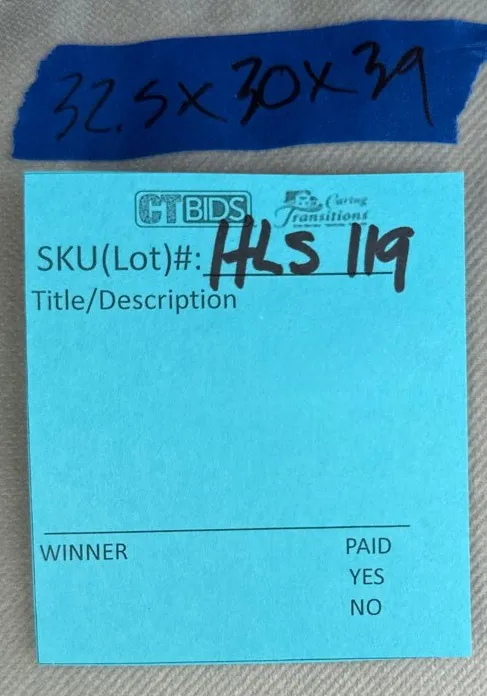 32.5X30X39
CTBIDS Caring
Transitions
SKU(Lot)#: HLS 119
Title/Description
WINNER PAID
YES
NO